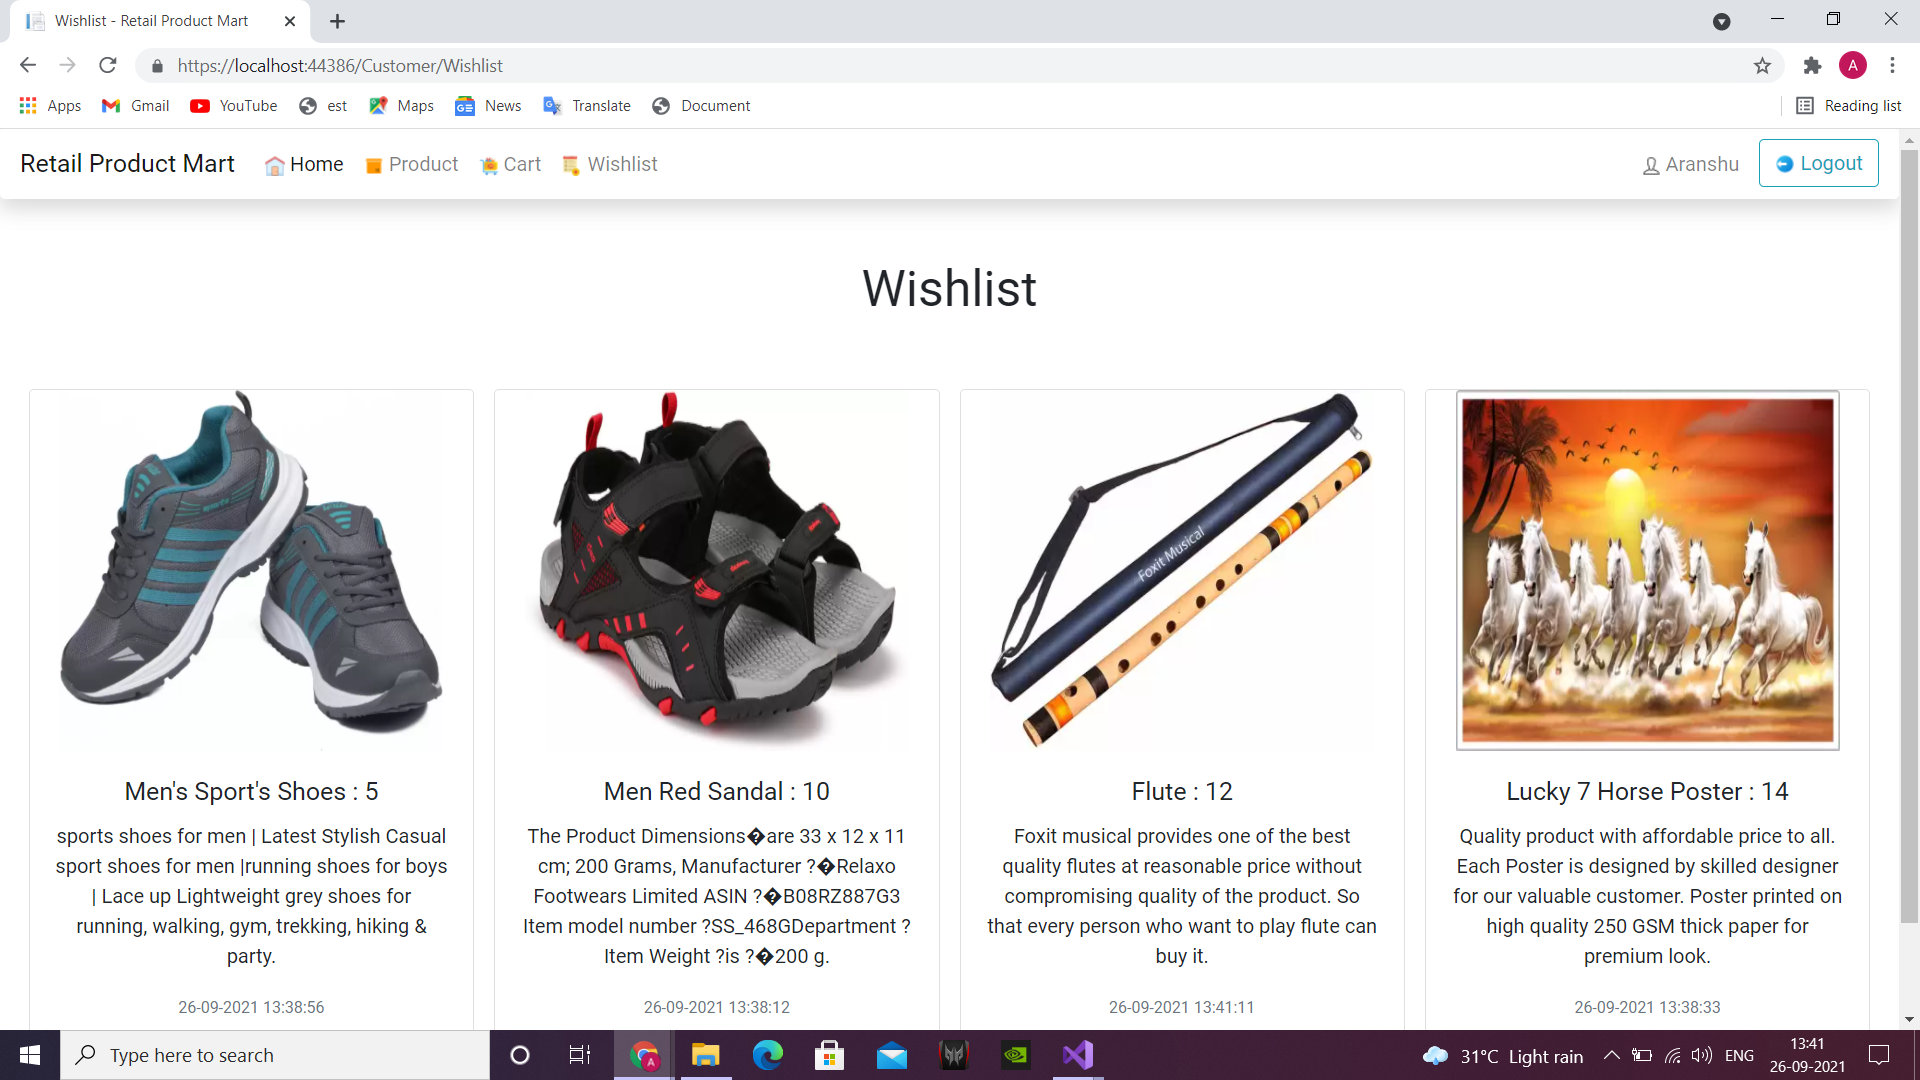 Wishlist - Retail Product Mart
https://localhost:44386/Customer/Wishlist
A
Apps Gmail YouTube est Maps News Translate Document Reading list
Retail Product Mart Home Product Cart Wishlist Aranshu Logout
Wishlist
Foxit Musical
Men's Sport's Shoes : 5
sports shoes for men | Latest Stylish Casual
sport shoes for men |running shoes for boys
| Lace up Lightweight grey shoes for
running, walking, gym, trekking, hiking &
party.
26-09-2021 13:38:56
Men Red Sandal : 10
The Product Dimensions�are 33 x 12 x 11
cm; 200 Grams, Manufacturer ?�Relaxo
Footwears Limited ASIN ?�B08RZ887G3
Item model number ?SS_468GDepartment ?
Item Weight ?is ?�200 g.
26-09-2021 13:38:12
Flute : 12
Foxit musical provides one of the best
quality flutes at reasonable price without
compromising quality of the product. So
that every person who want to play flute can
buy it.
26-09-2021 13:41:11
Lucky 7 Horse Poster : 14
Quality product with affordable price to all.
Each Poster is designed by skilled designer
for our valuable customer. Poster printed on
high quality 250 GSM thick paper for
premium look.
26-09-2021 13:38:33
Type here to search
31°C Light rain
ENG
13:41
26-09-2021